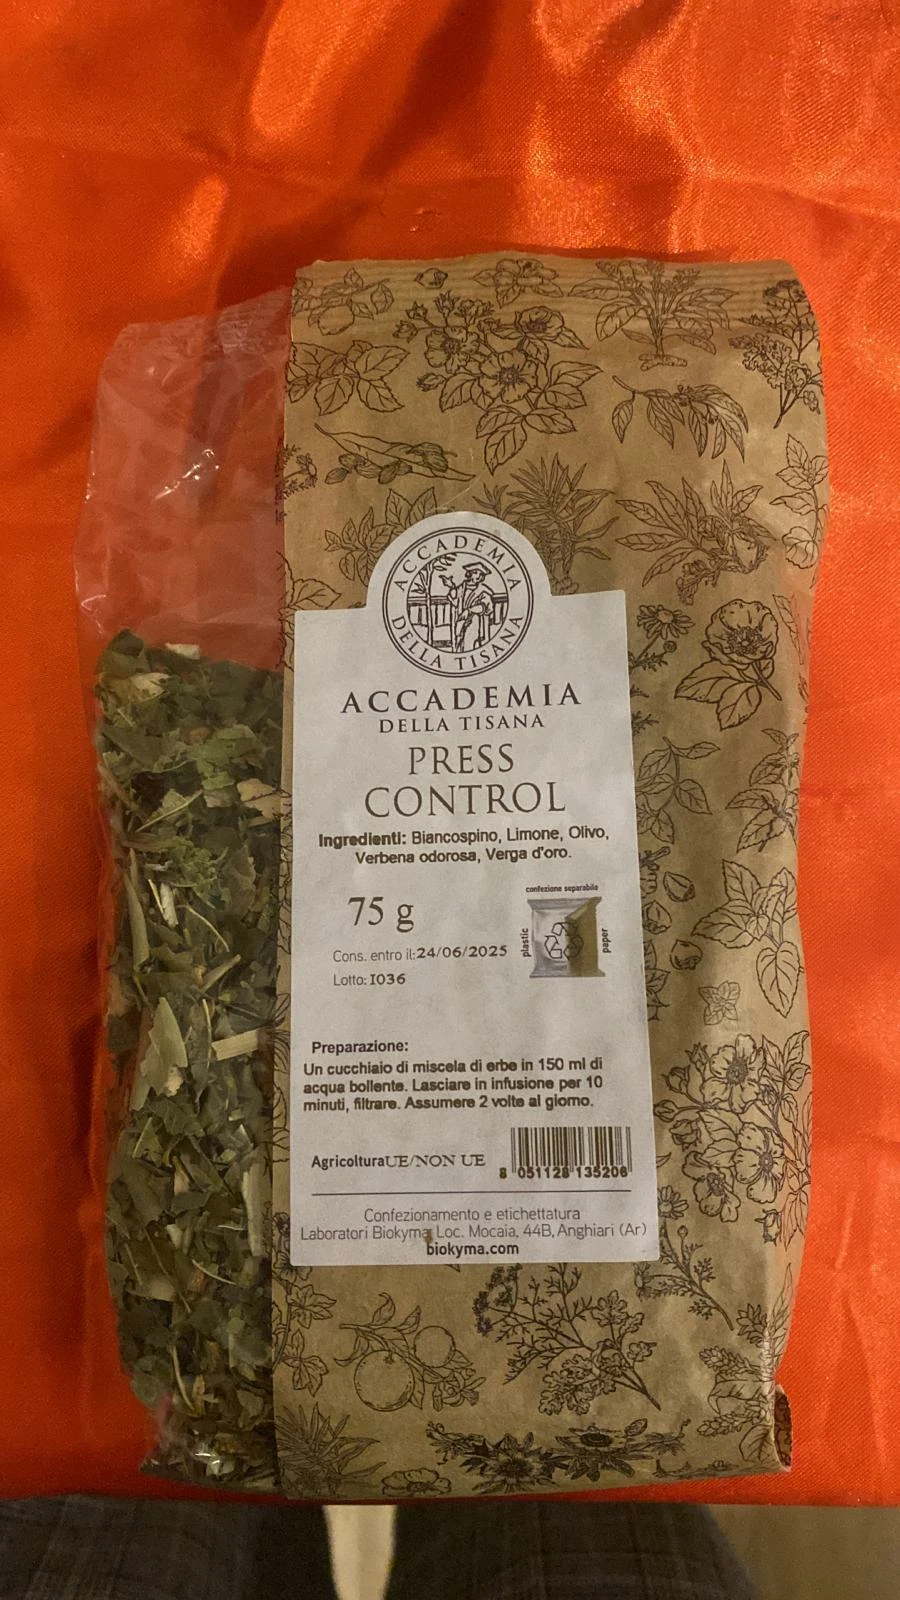 ACCADEMIA
DELLA TISANA
ACCADEMIA
DELLA TISANA
PRESS
CONTROL
Ingredienti: Biancospino, Limone, Olivo,
Verbena odorosa, Verga d'oro.
confezione separabile
75 g
plastic
paper
Cons. entro il:24/06/2025
Lotto:I036
Preparazione:
Un cucchiaio di miscela di erbe in 150 ml di
acqua bollente. Lasciare in infusione per 10
minuti, filtrare. Assumere 2 volte al giorno.
AgricolturaUE/NON UE
8 051128 135206
Confezionamento e etichettatura
Laboratori Biokyma, Loc. Mocaia, 44B, Anghiari (Ar)
biokyma.com